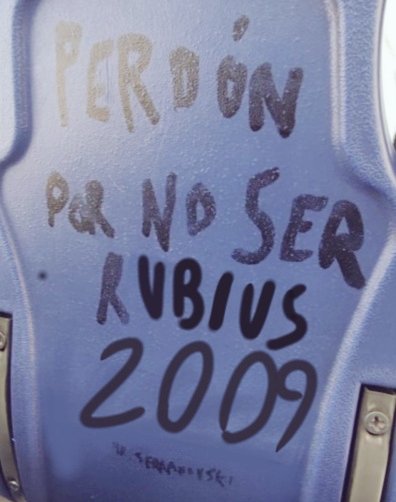 PERDÓN
POR NO SER
RUBIUS
2009